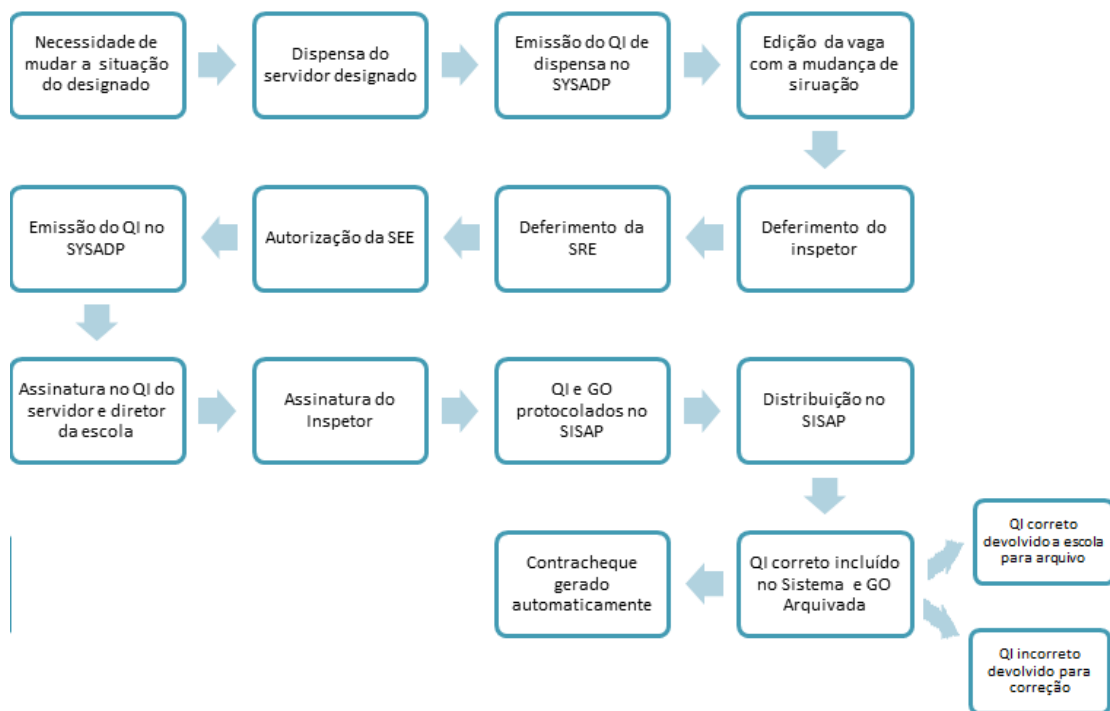 Necessidade de
mudar a situação
do designado
Dispensa do
servidor designado
Emissão do QI de
dispensa no
SYSADP
Edição da vaga
com a mudança de
siruação
Deferimento do
inspetor
Deferimento da
SRE
Autorização da SEE
Emissão do QI no
SYSADP
Assinatura no QI do
servidor e diretor
da escola
Assinatura do
Inspetor
QI e GO
protocolados no
SISAP
Distribuição no
SISAP
QI correto incluído
no Sistema e GO
Arquivada
Contracheque
gerado
automaticamente
QI correto
devolvido a escola
para arquivo
QI incorreto
devolvido para
correção